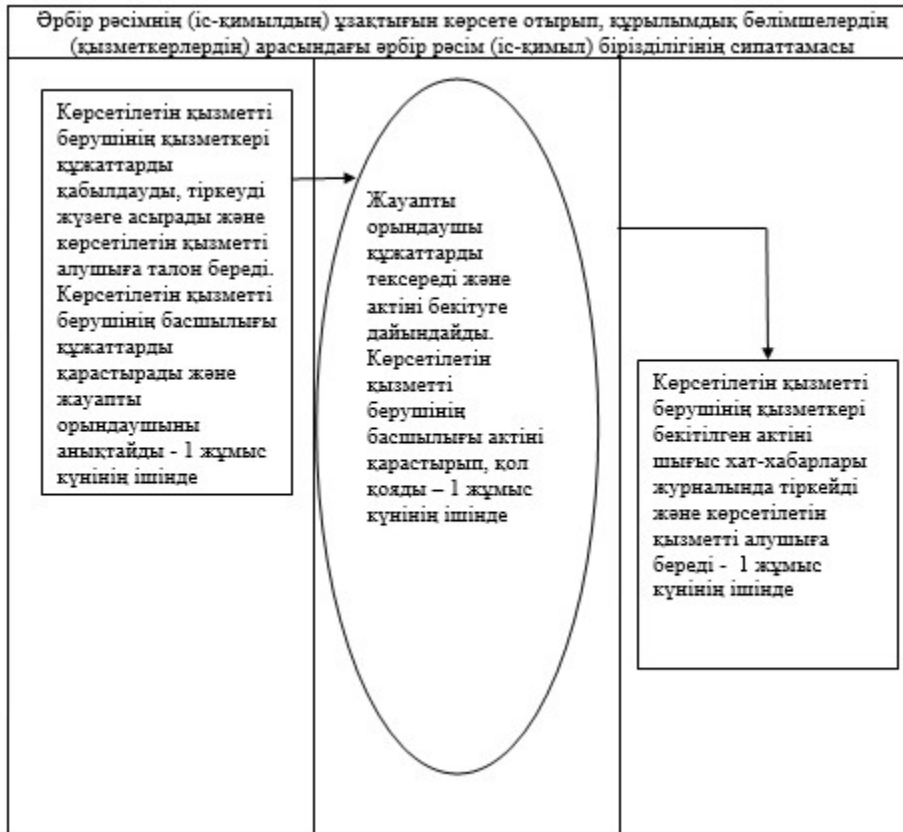 Әрбір рәсімнің (іс-қимылдың) ұзақтығын көрсете отырып, құрылымдық бөлімшелердің
(қызметкерлердің) арасындағы әрбір рәсім (іс-қимыл) бірізділігінің сипаттамасы
Көрсетілетін қызметті
берушінің қызметкері
құжаттарды
қабылдауды, тіркеуді
жүзеге асырады және
көрсетілетін қызметті
алушыға талон береді.
Көрсетілетін қызметті
берушінің басшылығы
құжаттарды
қарастырады және
жауапты
орындаушыны
анықтайды - 1 жұмыс
күнінің ішінде
Жауапты
орындаушы
құжаттарды
тексереді және
актіні бекітуге
дайындайды.
Көрсетілетін
қызметті
берушінің
басшылығы актіні
қарастырып, қол
қояды – 1 жұмыс
күнінің ішінде
Көрсетілетін қызметті
берушінің қызметкері
бекітілген актіні
шығыс хат-хабарлары
журналында тіркейді
және көрсетілетін
қызметті алушыға
береді - 1 жұмыс
күнінің ішінде